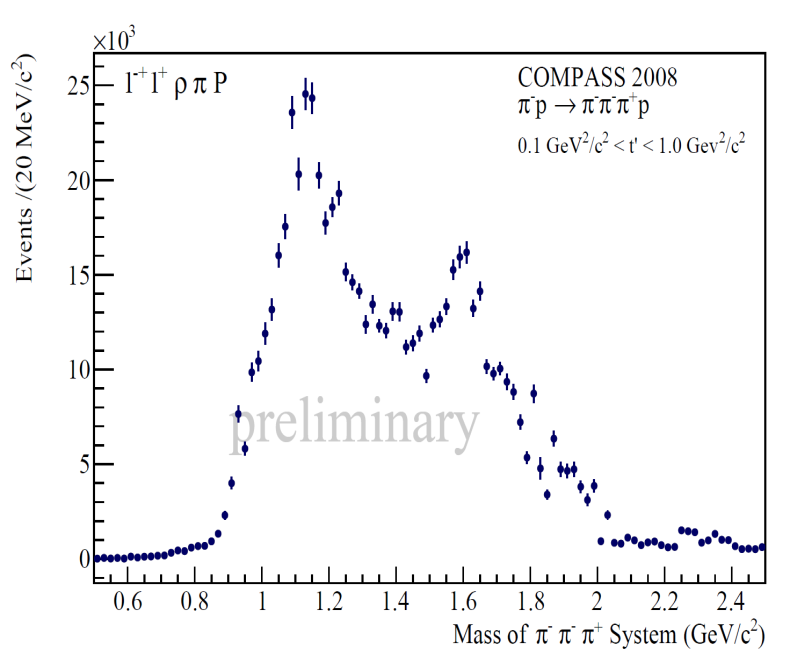 ×10³
1⁻⁺1⁺ ρ π P
COMPASS 2008
π⁻p → π⁻π⁻π⁺p
0.1 GeV²/c² < t' < 1.0 Gev²/c²
Events /(20 MeV/c²)
25
20
15
10
5
0
preliminary
0.6 0.8 1 1.2 1.4 1.6 1.8 2 2.2 2.4
Mass of π⁻ π⁻ π⁺ System (GeV/c²)